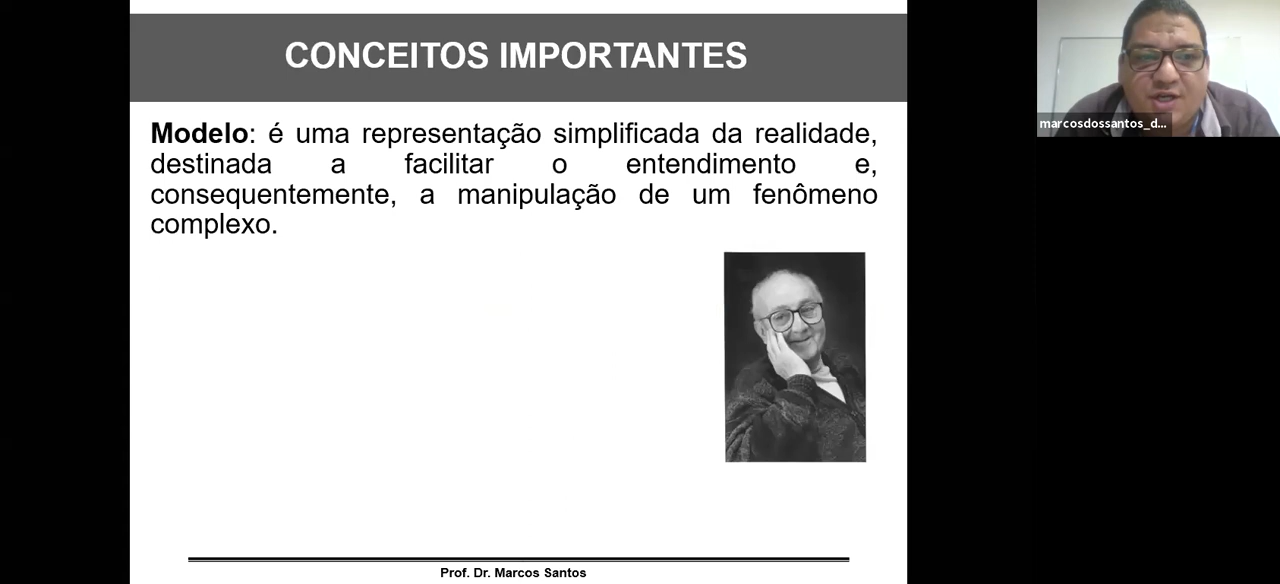 CONCEITOS IMPORTANTES
marcosdossantos_d...
Modelo: é uma representação simplificada da realidade,
destinada a facilitar o entendimento e,
consequentemente, a manipulação de um fenômeno
complexo.
Prof. Dr. Marcos Santos